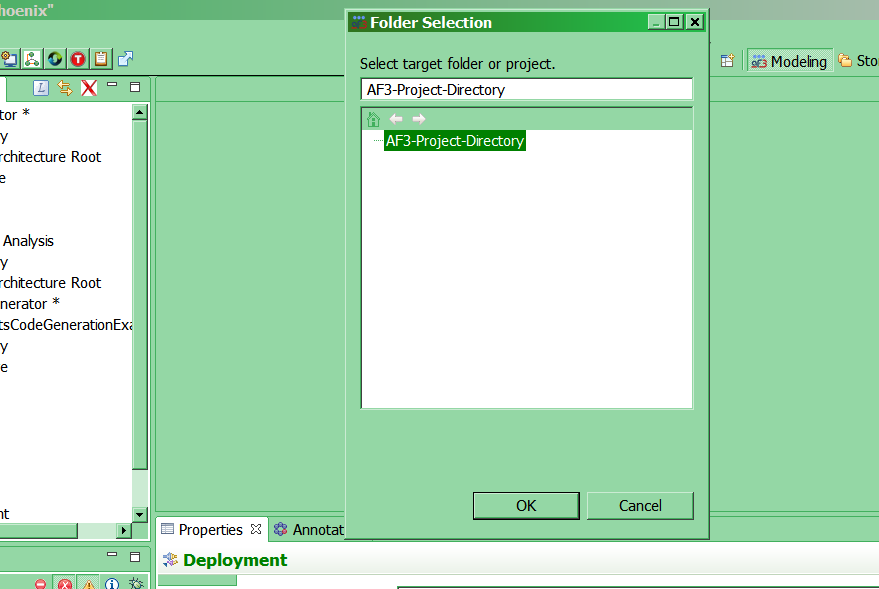 hoenix"
Folder Selection
Select target folder or project.
AF3-Project-Directory
AF3-Project-Directory
OK
Cancel
Modeling
Sto
L
T
tor *
y
rchitecture Root
e
Analysis
y
rchitecture Root
nerator *
tsCodeGenerationExa
y
e
nt
Properties
Annotat
Deployment